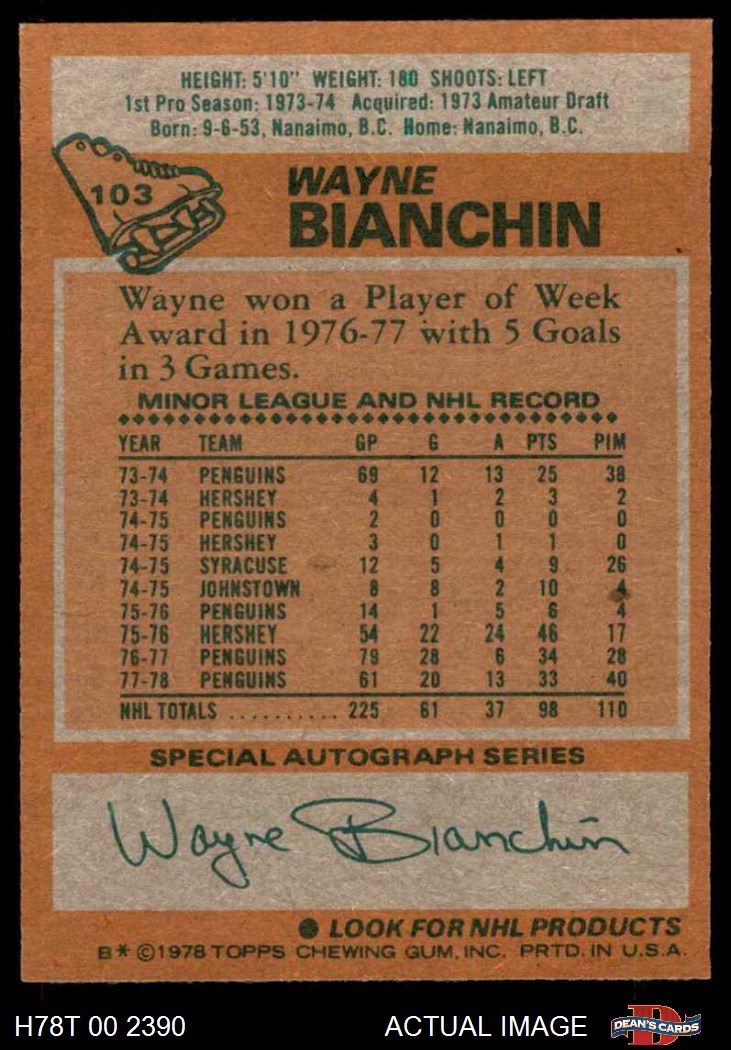 HEIGHT: 5'10" WEIGHT: 180 SHOOTS: LEFT
1st Pro Season: 1973-74 Acquired: 1973 Amateur Draft
Born: 9-6-53, Nanaimo, B.C. Home: Nanaimo, B.C.
103
WAYNE
BIANCHIN
Wayne won a Player of Week
Award in 1976-77 with 5 Goals
in 3 Games.
MINOR LEAGUE AND NHL RECORD
YEAR TEAM GP G A PTS PIM
73-74 PENGUINS 69 12 13 25 38
73-74 HERSHEY 4 1 2 3 2
74-75 PENGUINS 2 0 0 0 0
74-75 HERSHEY 3 0 1 1 0
74-75 SYRACUSE 12 5 4 9 26
74-75 JOHNSTOWN 8 8 2 10 4
75-76 PENGUINS 14 1 5 6 4
75-76 HERSHEY 54 22 24 46 17
76-77 PENGUINS 79 28 6 34 28
77-78 PENGUINS 61 20 13 33 40
NHL TOTALS .......... 225 61 37 98 110
SPECIAL AUTOGRAPH SERIES
Wayne Bianchin
● LOOK FOR NHL PRODUCTS
B* ©1978 TOPPS CHEWING GUM, INC. PRTD. IN U.S.A.
H78T 00 2390 ACTUAL IMAGE
D
DEAN'S CARDS